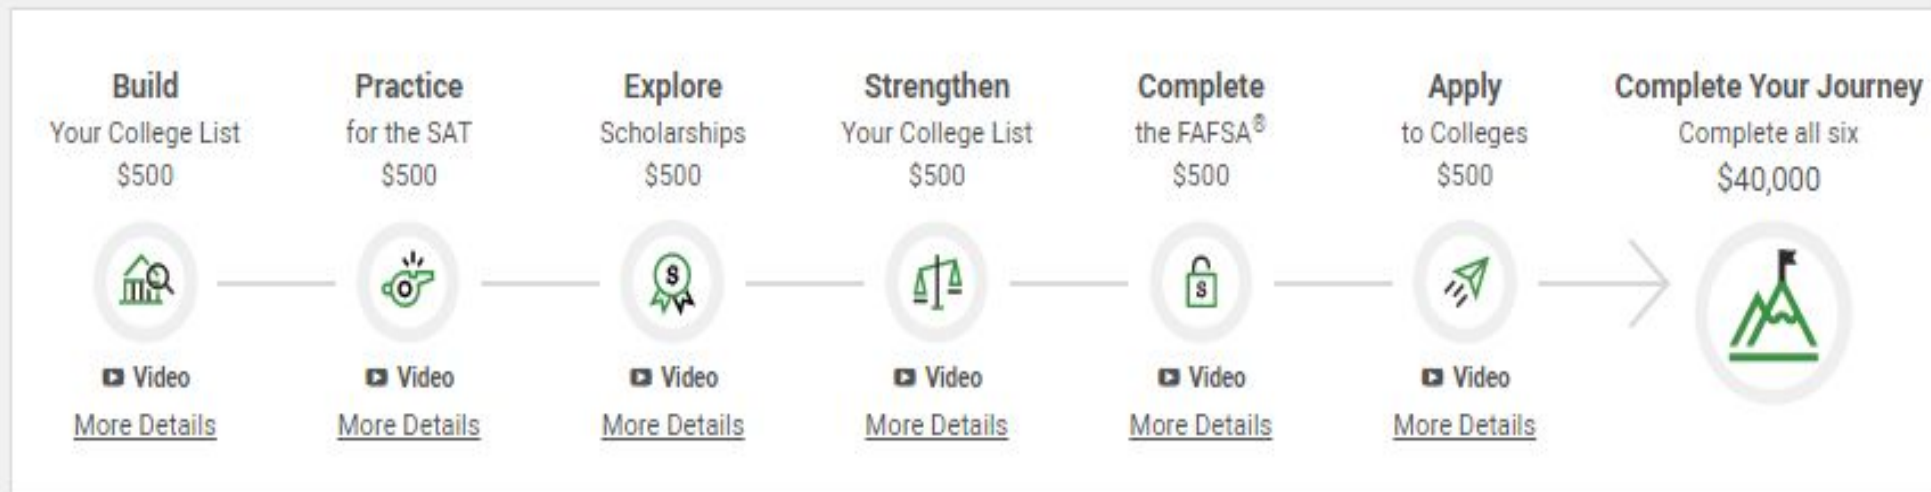 Build
Your College List
$500
Video
More Details
Practice
for the SAT
$500
Video
More Details
Explore
Scholarships
$500
$
Video
More Details
Strengthen
Your College List
$500
Video
More Details
Complete
the FAFSA®
$500
$
Video
More Details
Apply
to Colleges
$500
Video
More Details
Complete Your Journey
Complete all six
$40,000